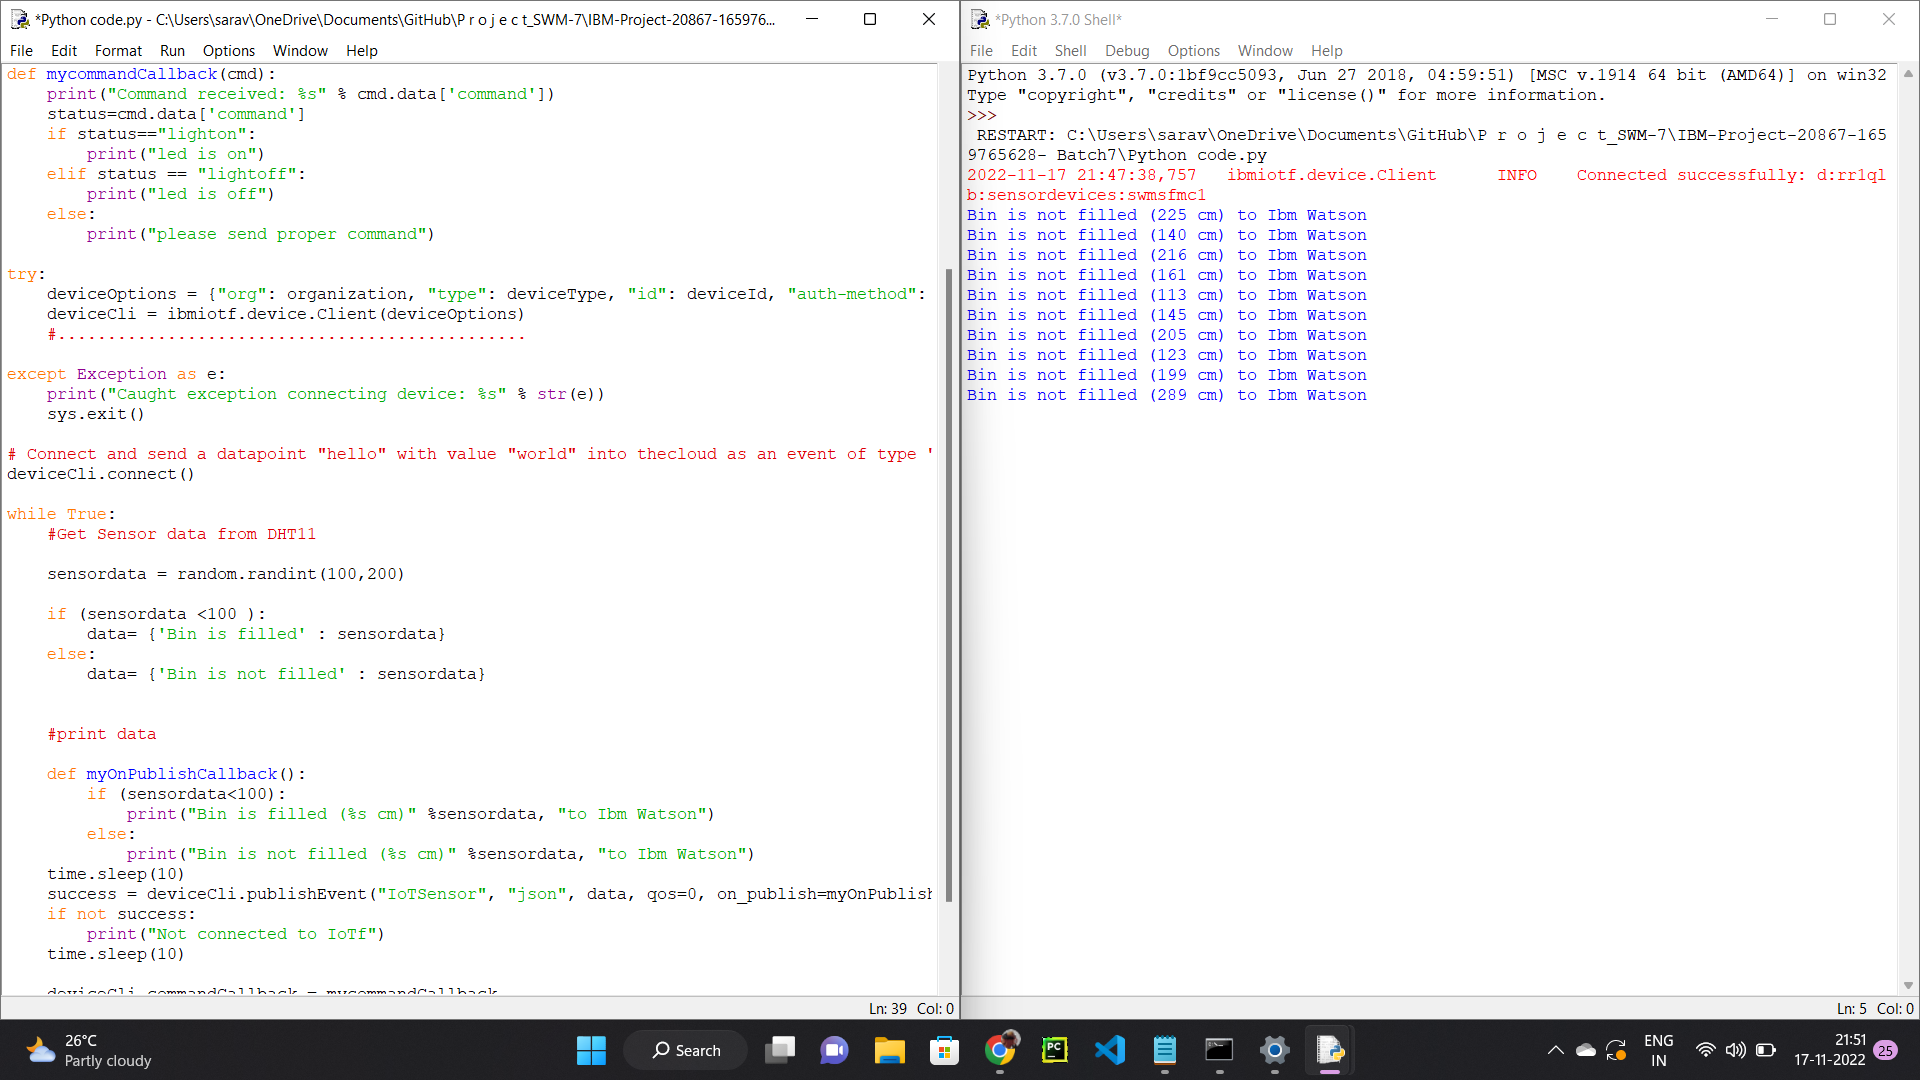 *Python code.py - C:\Users\sarav\OneDrive\Documents\GitHub\P r o j e c t_SWM-7\IBM-Project-20867-165976...
File Edit Format Run Options Window Help
def mycommandCallback(cmd):
    print("Command received: %s" % cmd.data['command'])
    status=cmd.data['command']
    if status=="lighton":
        print("led is on")
    elif status == "lightoff":
        print("led is off")
    else:
        print("please send proper command")
try:
    deviceOptions = {"org": organization, "type": deviceType, "id": deviceId, "auth-method":
    deviceCli = ibmiotf.device.Client(deviceOptions)
    #..............................................
except Exception as e:
    print("Caught exception connecting device: %s" % str(e))
    sys.exit()
# Connect and send a datapoint "hello" with value "world" into thecloud as an event of type '
deviceCli.connect()
while True:
    #Get Sensor data from DHT11
    sensordata = random.randint(100,200)
    if (sensordata <100 ):
        data= {'Bin is filled' : sensordata}
    else:
        data= {'Bin is not filled' : sensordata}
    #print data
    def myOnPublishCallback():
        if (sensordata<100):
            print("Bin is filled (%s cm)" %sensordata, "to Ibm Watson")
        else:
            print("Bin is not filled (%s cm)" %sensordata, "to Ibm Watson")
    time.sleep(10)
    success = deviceCli.publishEvent("IoTSensor", "json", data, qos=0, on_publish=myOnPublish
    if not success:
        print("Not connected to IoTf")
    time.sleep(10)
    deviceCli.commandCallback = mycommandCallback
Ln: 39 Col: 0
*Python 3.7.0 Shell*
File Edit Shell Debug Options Window Help
Python 3.7.0 (v3.7.0:1bf9cc5093, Jun 27 2018, 04:59:51) [MSC v.1914 64 bit (AMD64)] on win32
Type "copyright", "credits" or "license()" for more information.
>>>
 RESTART: C:\Users\sarav\OneDrive\Documents\GitHub\P r o j e c t_SWM-7\IBM-Project-20867-165
9765628- Batch7\Python code.py
2022-11-17 21:47:38,757   ibmiotf.device.Client      INFO    Connected successfully: d:rr1ql
b:sensordevices:swmsfmc1
Bin is not filled (225 cm) to Ibm Watson
Bin is not filled (140 cm) to Ibm Watson
Bin is not filled (216 cm) to Ibm Watson
Bin is not filled (161 cm) to Ibm Watson
Bin is not filled (113 cm) to Ibm Watson
Bin is not filled (145 cm) to Ibm Watson
Bin is not filled (205 cm) to Ibm Watson
Bin is not filled (123 cm) to Ibm Watson
Bin is not filled (199 cm) to Ibm Watson
Bin is not filled (289 cm) to Ibm Watson
Ln: 5 Col: 0
26°C
Partly cloudy
Search
PC
ENG
IN
21:51
17-11-2022
25